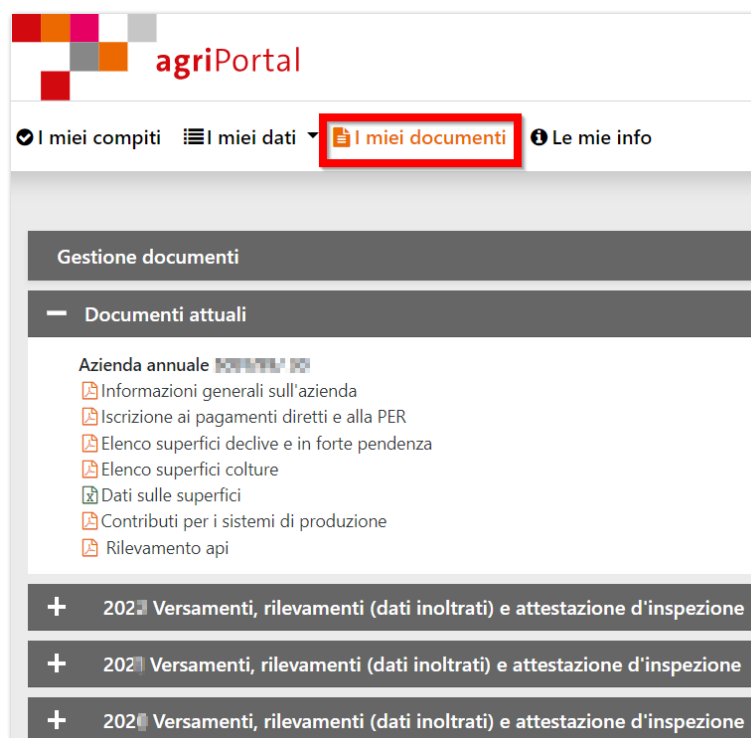 agriPortal
I miei compiti I miei dati I miei documenti Le mie info
Gestione documenti
Documenti attuali
Azienda annuale
Informazioni generali sull'azienda
Iscrizione ai pagamenti diretti e alla PER
Elenco superfici declive e in forte pendenza
Elenco superfici colture
Dati sulle superfici
Contributi per i sistemi di produzione
Rilevamento api
Versamenti, rilevamenti (dati inoltrati) e attestazione d'inspezione
Versamenti, rilevamenti (dati inoltrati) e attestazione d'inspezione
Versamenti, rilevamenti (dati inoltrati) e attestazione d'inspezione